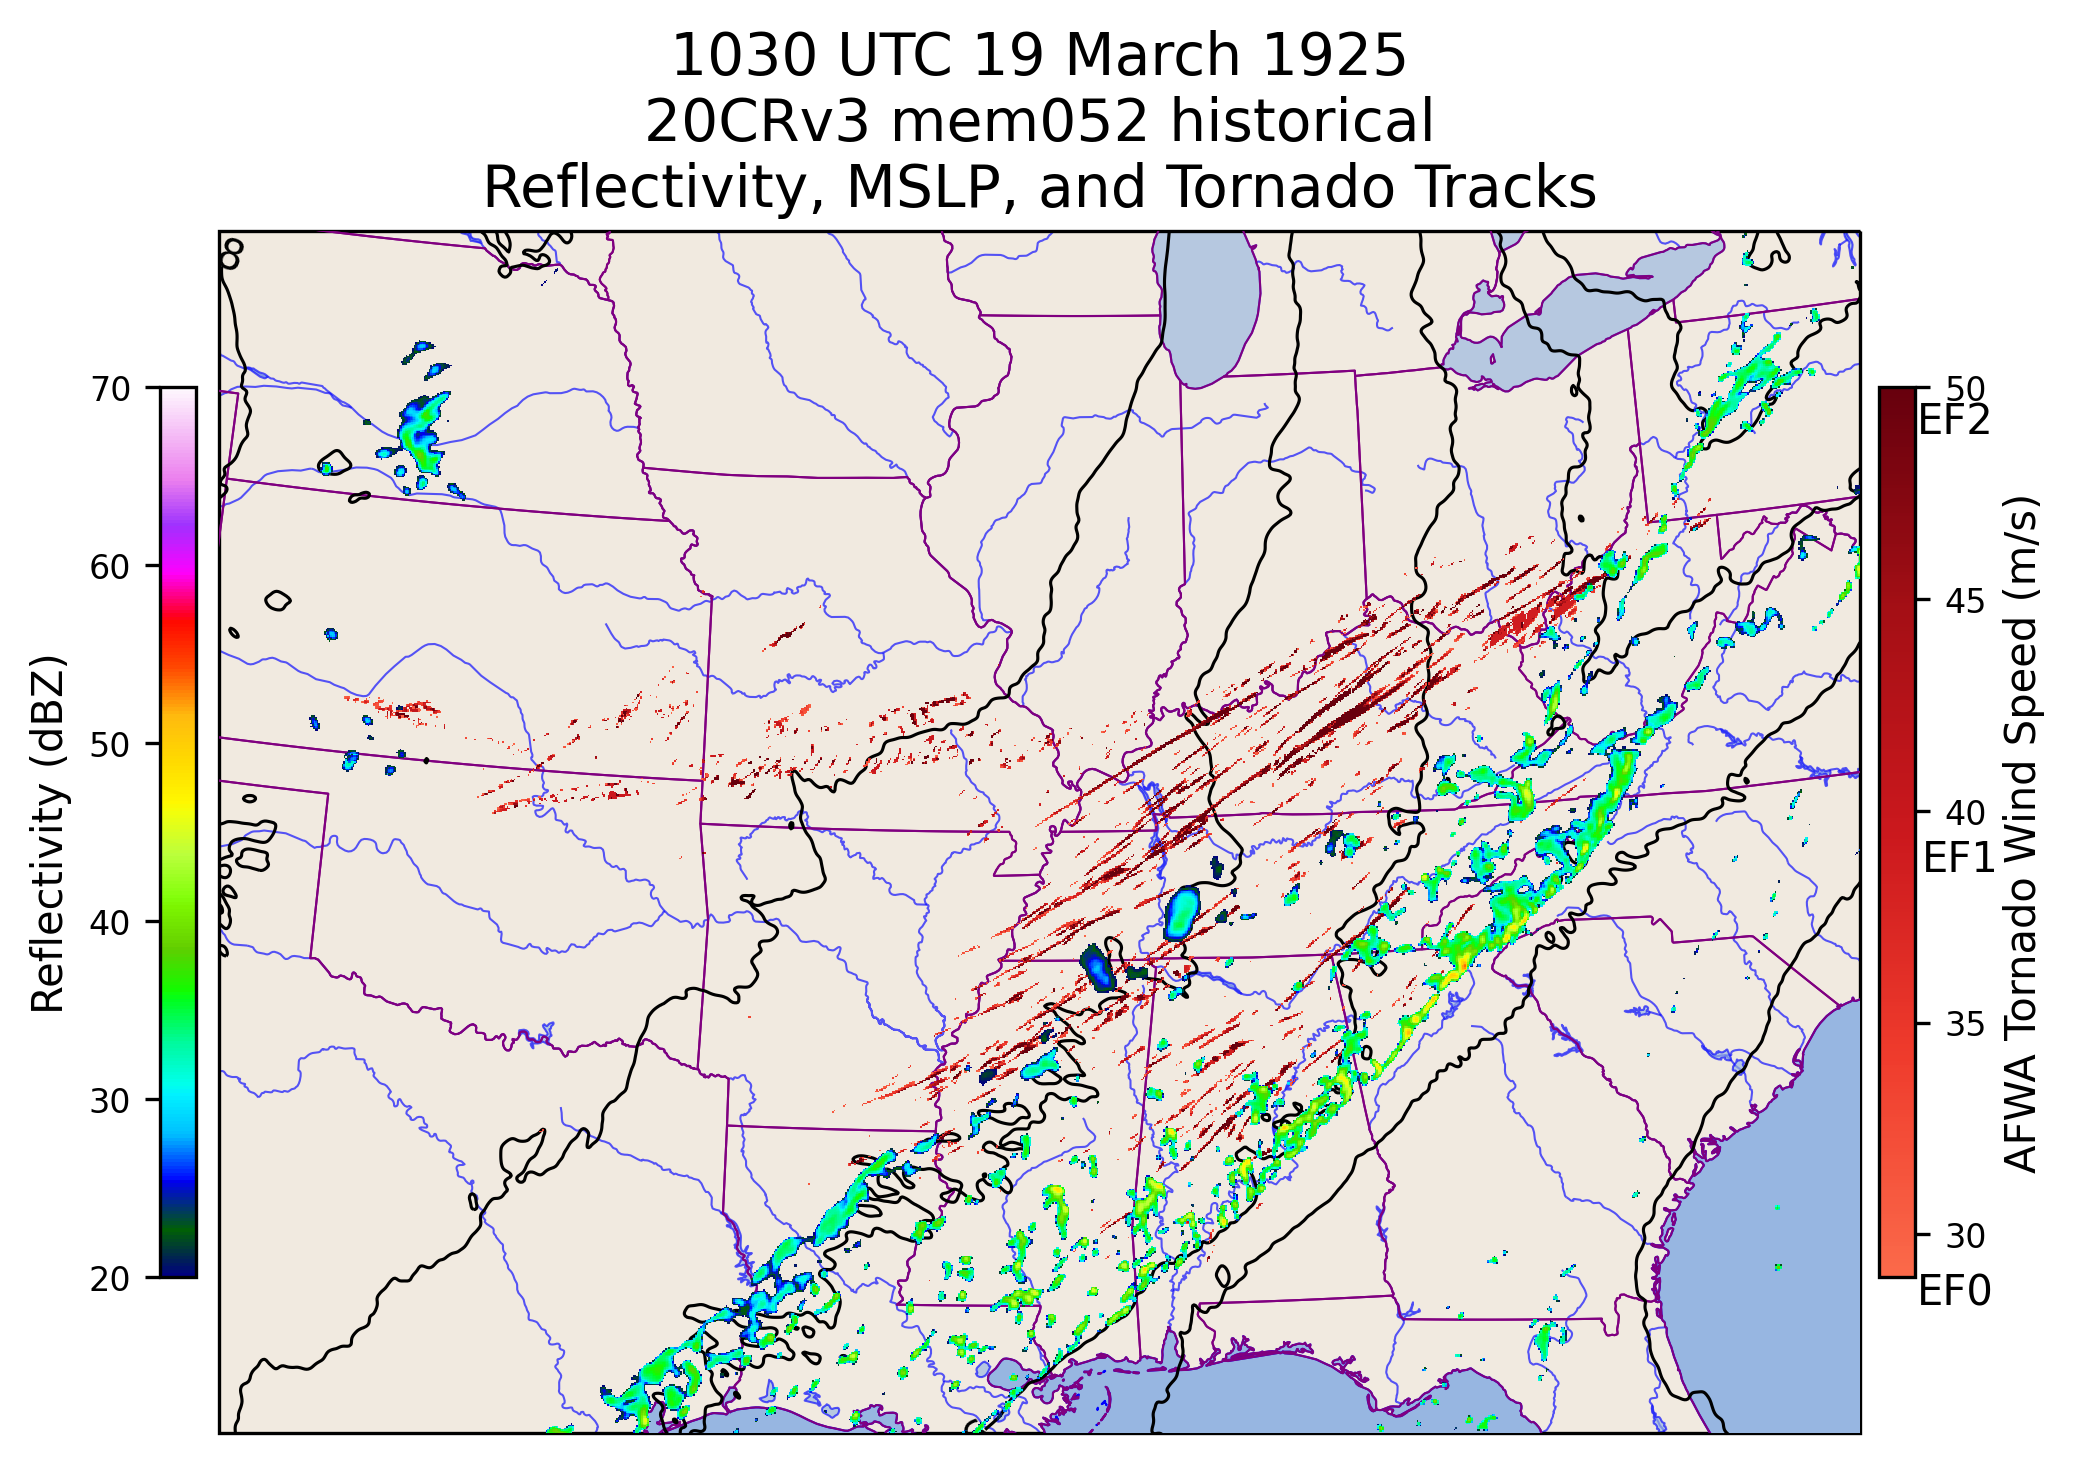 1030 UTC 19 March 1925
20CRv3 mem052 historical
Reflectivity, MSLP, and Tornado Tracks
8
70
60
50
40
30
20
Reflectivity (dBZ)
50
EF2
45
40
EF1
35
30
EF0
AFWA Tornado Wind Speed (m/s)